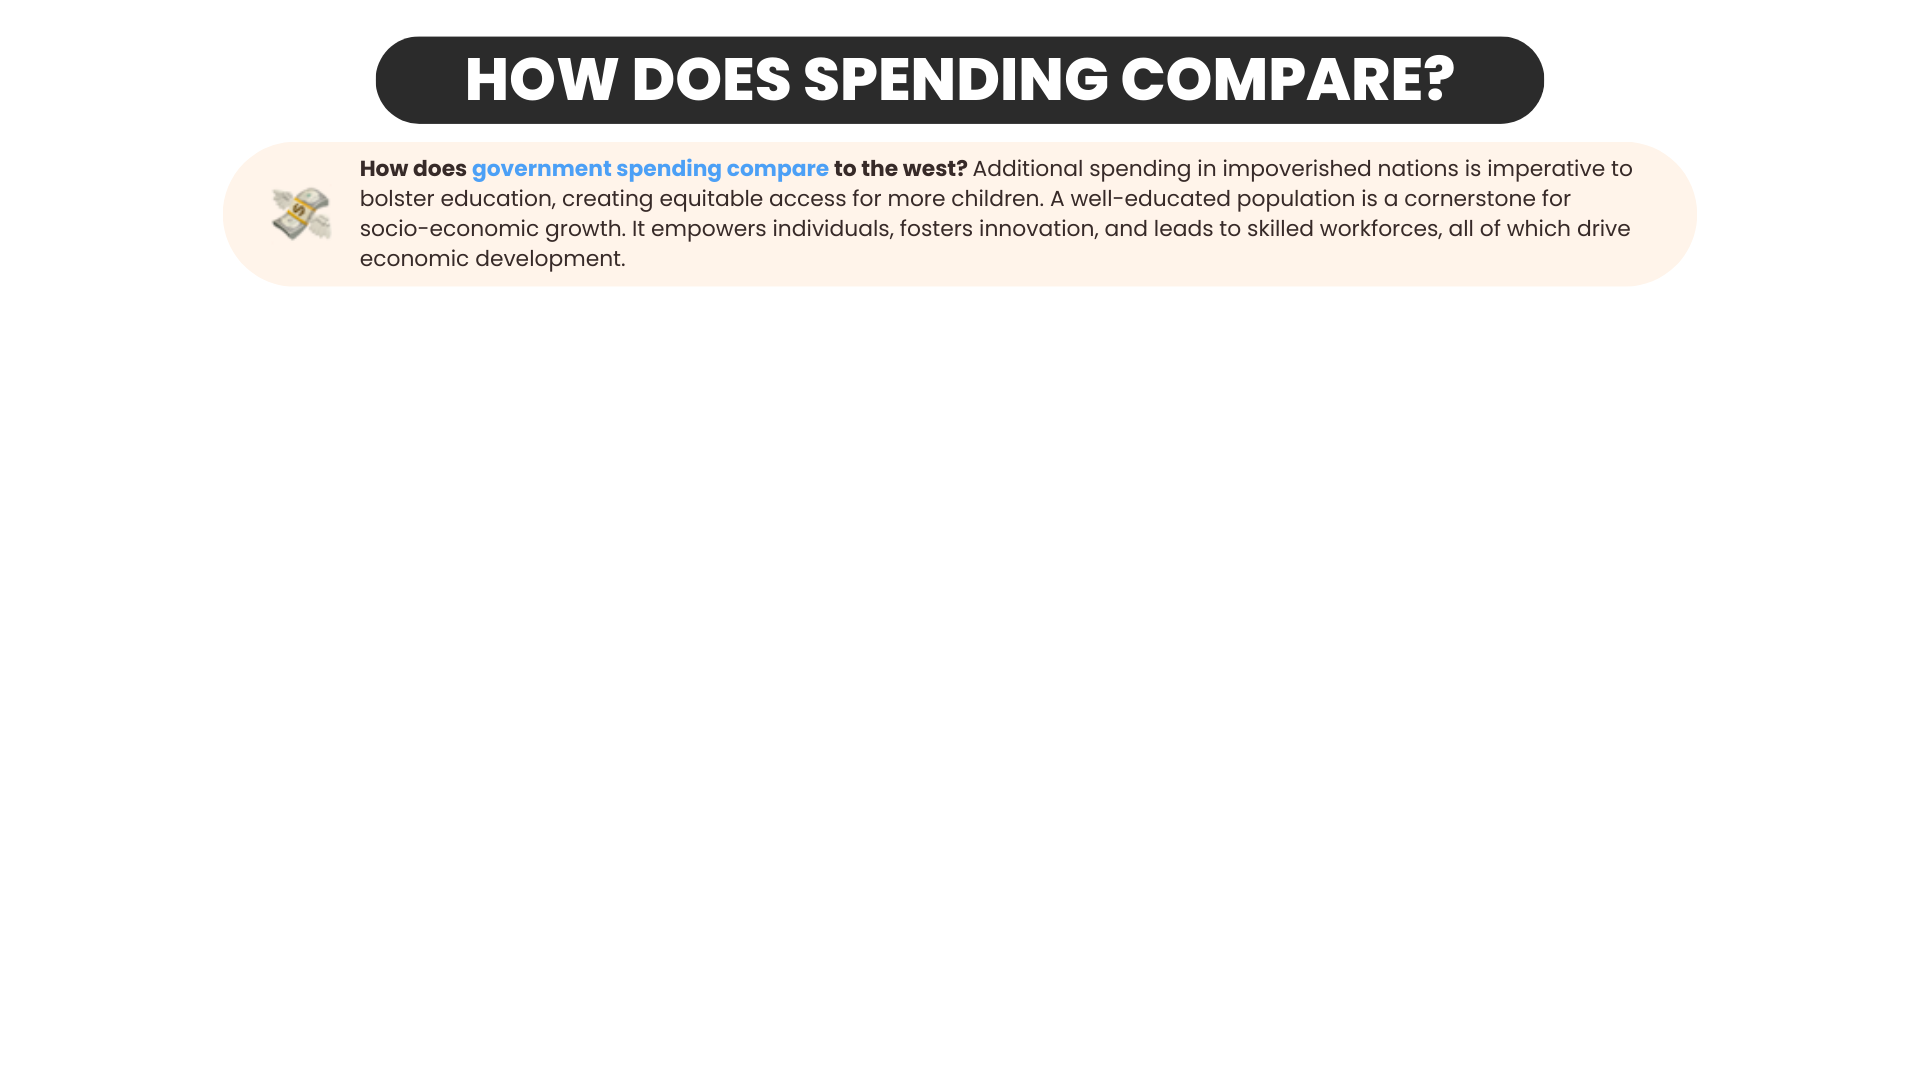 HOW DOES SPENDING COMPARE?
How does government spending compare to the west? Additional spending in impoverished nations is imperative to
bolster education, creating equitable access for more children. A well-educated population is a cornerstone for
socio-economic growth. It empowers individuals, fosters innovation, and leads to skilled workforces, all of which drive
economic development.